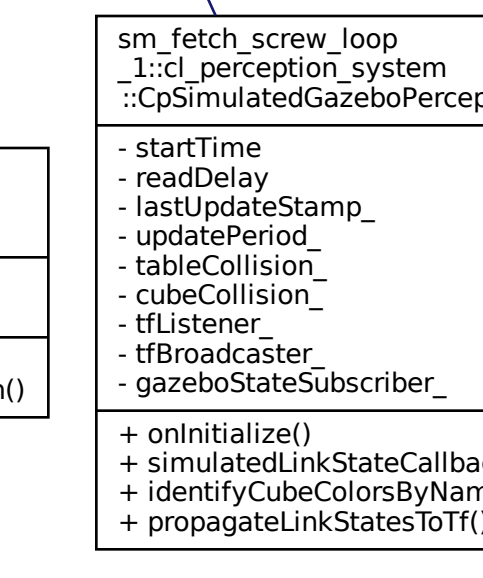 sm_fetch_screw_loop
_1::cl_perception_system
::CpSimulatedGazeboPercep
- startTime
- readDelay
- lastUpdateStamp_
- updatePeriod_
- tableCollision_
- cubeCollision_
- tfListener_
- tfBroadcaster_
- gazeboStateSubscriber_
n()
+ onInitialize()
+ simulatedLinkStateCallba
+ identifyCubeColorsByNam
+ propagateLinkStatesToTf()